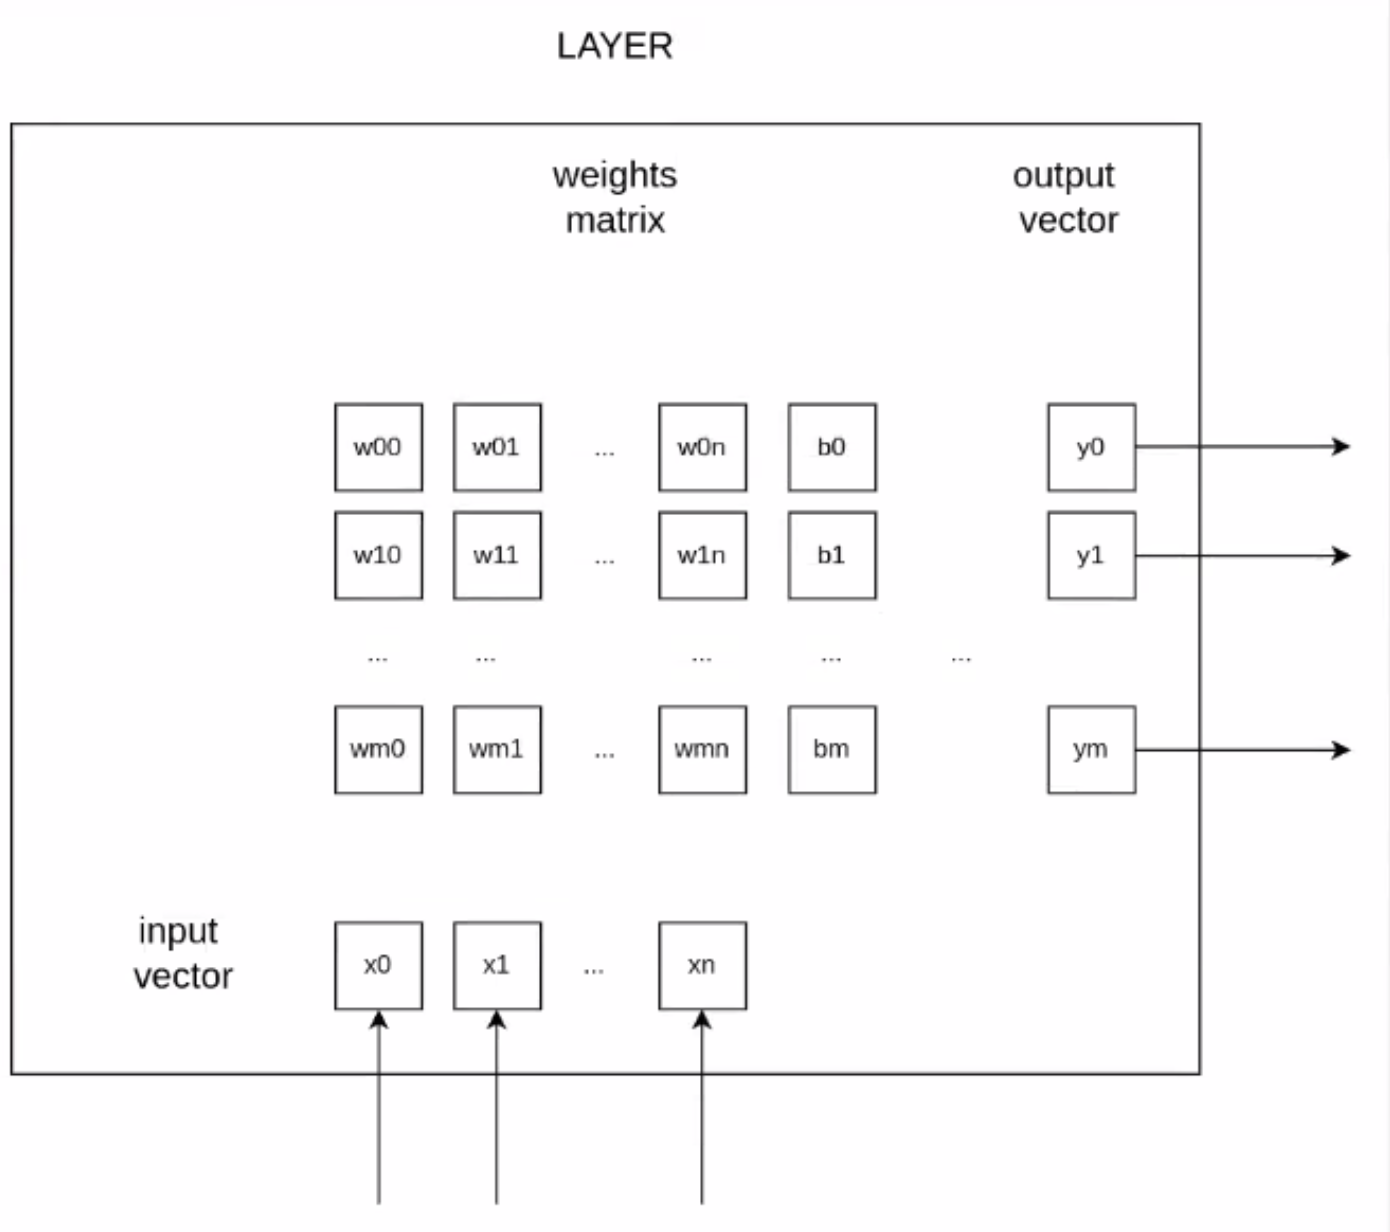 LAYER
weights
matrix
output
vector
w00 w01 ... w0n b0 y0
w10 w11 ... w1n b1 y1
... ... ... ... ...
wm0 wm1 ... wmn bm ym
input
vector
x0 x1 ... xn